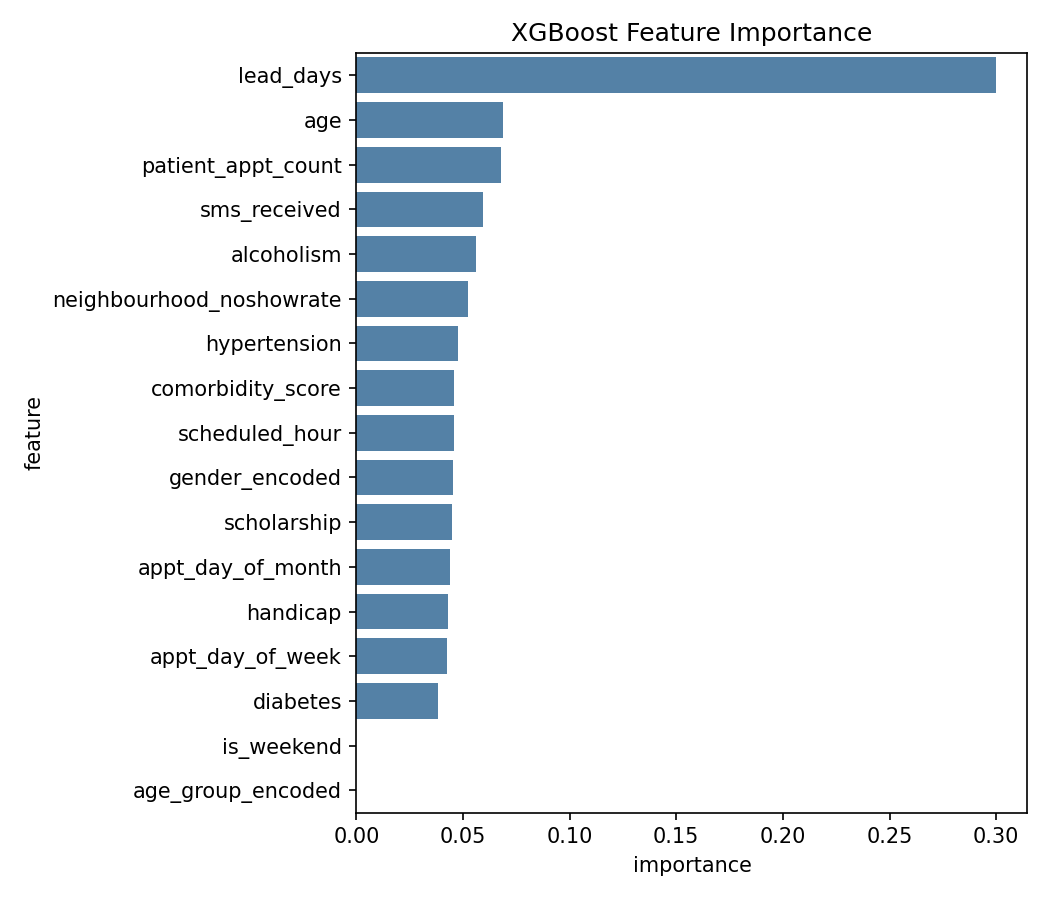 XGBoost Feature Importance
lead_days
age
patient_appt_count
sms_received
alcoholism
neighbourhood_noshowrate
hypertension
comorbidity_score
scheduled_hour
gender_encoded
scholarship
appt_day_of_month
handicap
appt_day_of_week
diabetes
is_weekend
age_group_encoded
feature
0.00 0.05 0.10 0.15 0.20 0.25 0.30
importance